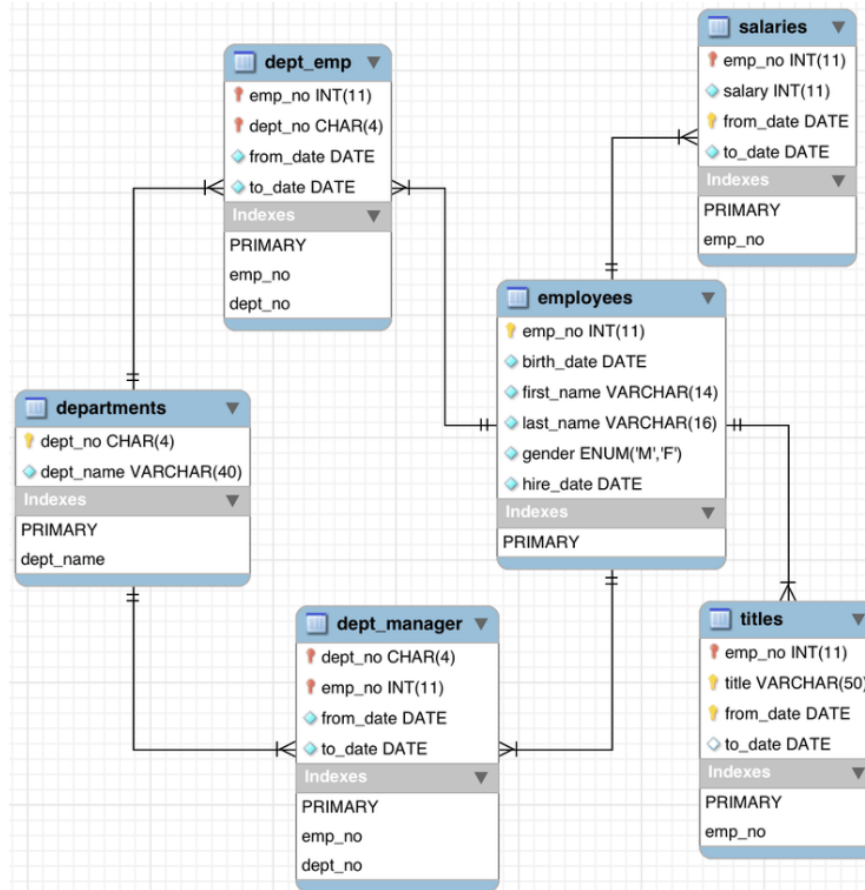 dept_emp
emp_no INT(11)
dept_no CHAR(4)
from_date DATE
to_date DATE
Indexes
PRIMARY
emp_no
dept_no
salaries
emp_no INT(11)
salary INT(11)
from_date DATE
to_date DATE
Indexes
PRIMARY
emp_no
employees
emp_no INT(11)
birth_date DATE
first_name VARCHAR(14)
last_name VARCHAR(16)
gender ENUM('M','F')
hire_date DATE
Indexes
PRIMARY
departments
dept_no CHAR(4)
dept_name VARCHAR(40)
Indexes
PRIMARY
dept_name
dept_manager
dept_no CHAR(4)
emp_no INT(11)
from_date DATE
to_date DATE
Indexes
PRIMARY
emp_no
dept_no
titles
emp_no INT(11)
title VARCHAR(50)
from_date DATE
to_date DATE
Indexes
PRIMARY
emp_no